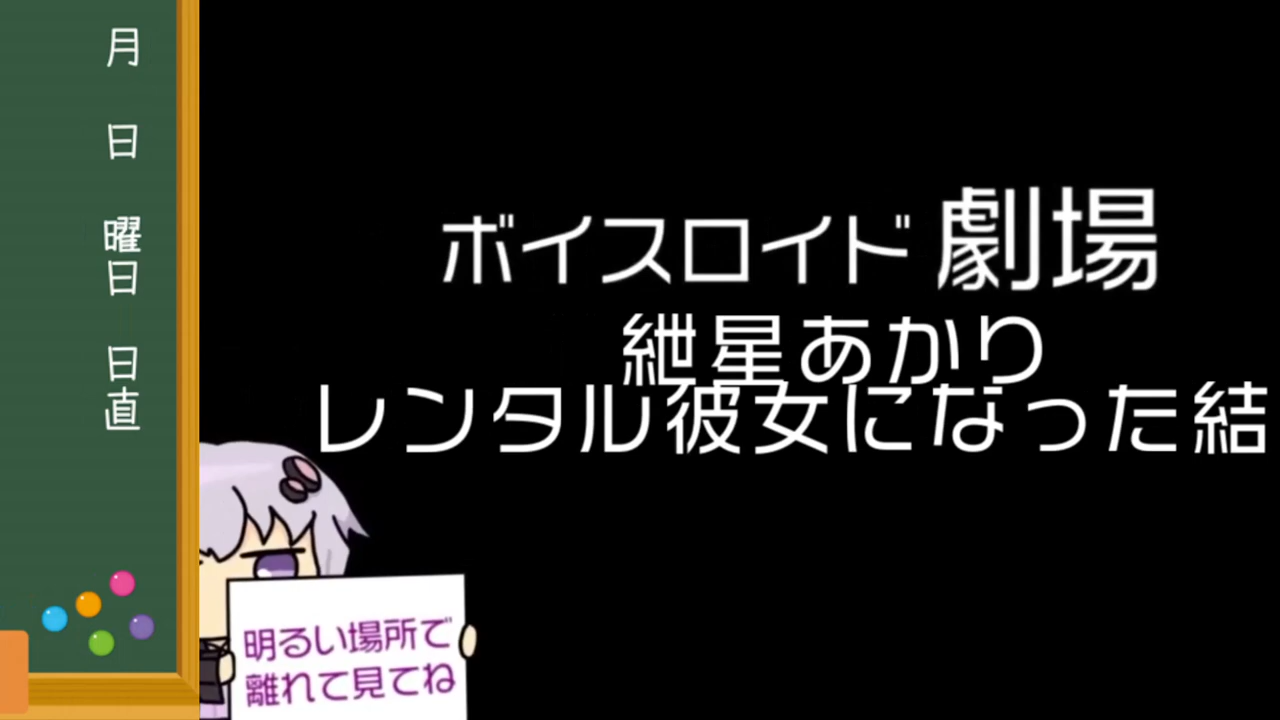 月 日 曜日 日直
ボイスロイド劇場
紲星あかり
レンタル彼女になった結
明るい場所で
離れて見てね